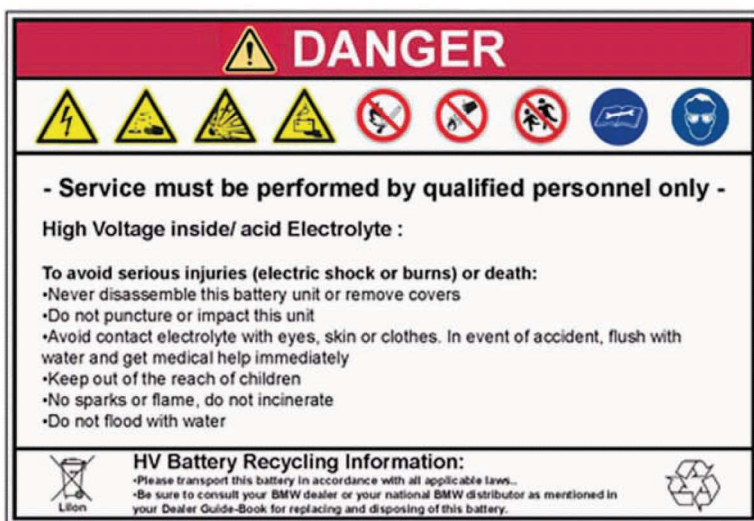 DANGER
- Service must be performed by qualified personnel only -
High Voltage inside/ acid Electrolyte :
To avoid serious injuries (electric shock or burns) or death:
•Never disassemble this battery unit or remove covers
•Do not puncture or impact this unit
•Avoid contact electrolyte with eyes, skin or clothes. In event of accident, flush with
water and get medical help immediately
•Keep out of the reach of children
•No sparks or flame, do not incinerate
•Do not flood with water
HV Battery Recycling Information:
•Please transport this battery in accordance with all applicable laws..
•Be sure to consult your BMW dealer or your national BMW distributor as mentioned in
your Dealer Guide-Book for replacing and disposing of this battery.
LiIon